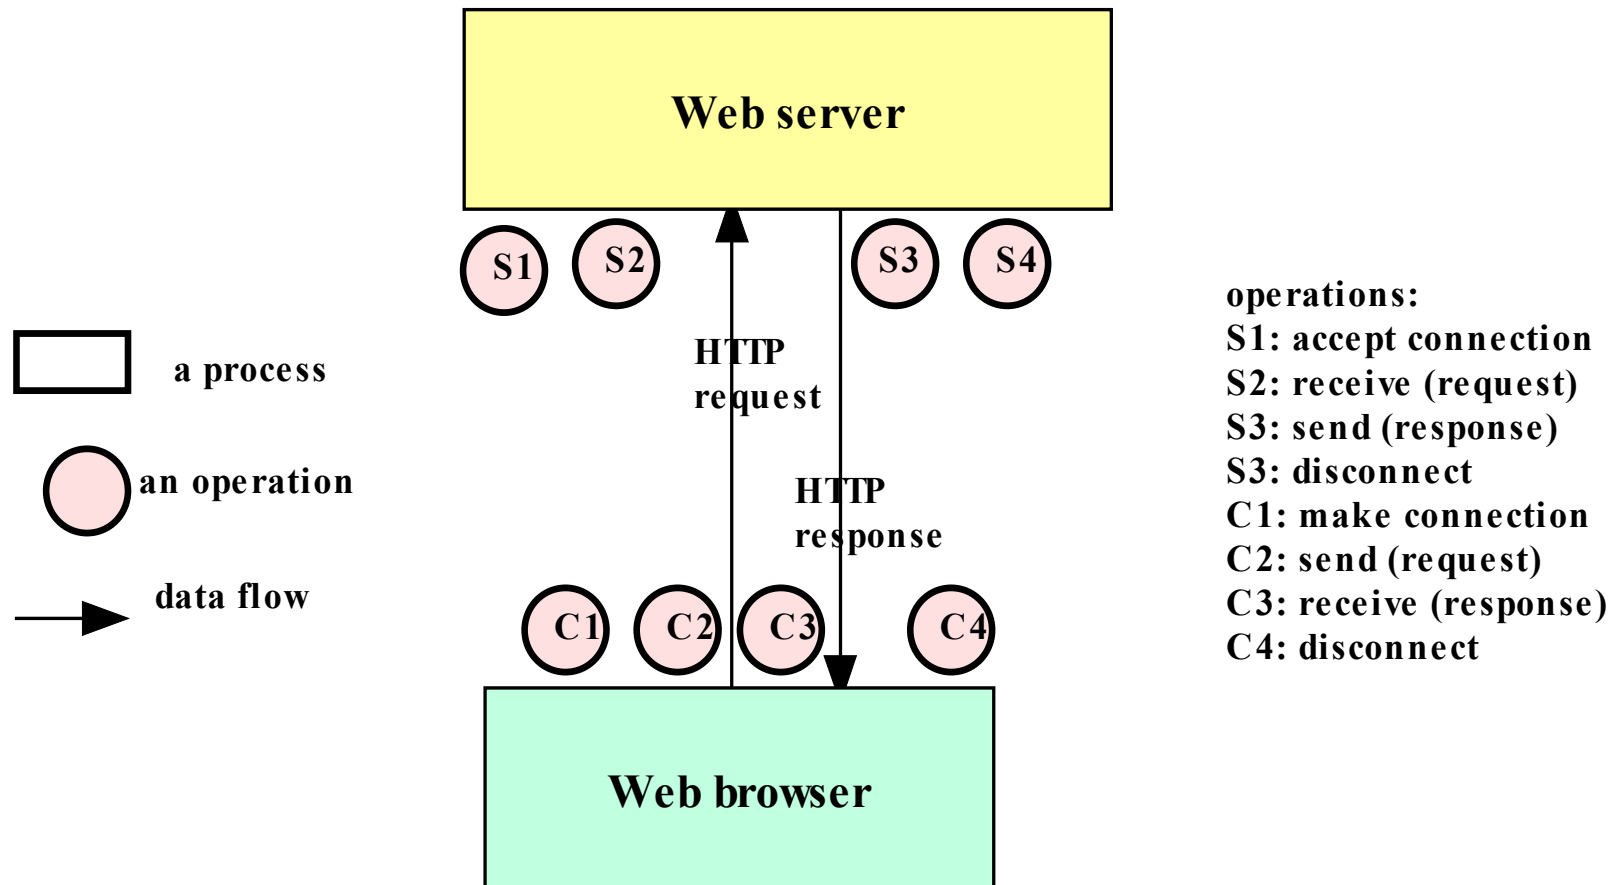 Web server
S1
S2
S3
S4
HTTP
request
HTTP
response
C1
C2
C3
C4
Web browser
a process
an operation
data flow
operations:
S1: accept connection
S2: receive (request)
S3: send (response)
S3: disconnect
C1: make connection
C2: send (request)
C3: receive (response)
C4: disconnect